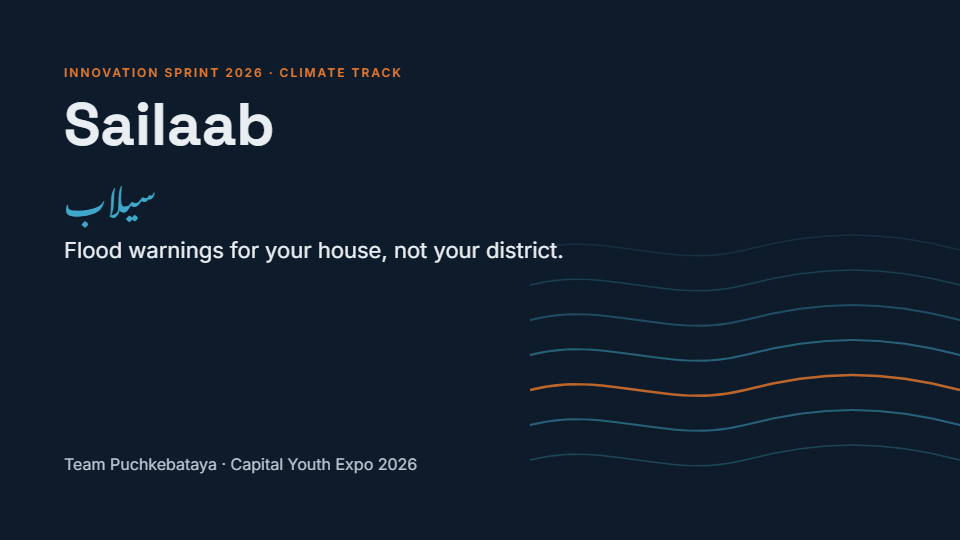 INNOVATION SPRINT 2026 · CLIMATE TRACK
Sailaab
سیلاب
Flood warnings for your house, not your district.
Team Puchkebataya · Capital Youth Expo 2026